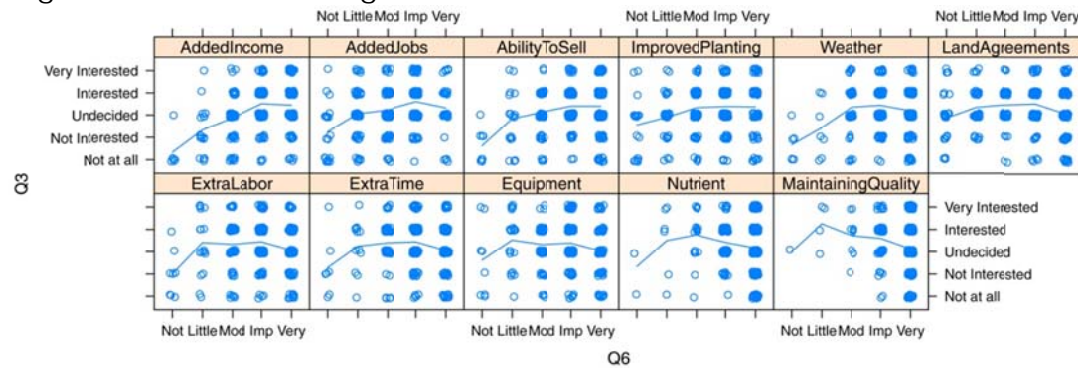 Not Little Mod Imp Very
Not Little Mod Imp Very
Not Little Mod Imp Very
AddedIncome
AddedJobs
AbilityToSell
ImprovedPlanting
Weather
LandAgreements
Very Interested
Interested
Undecided
Not Interested
Not at all
Q3
ExtraLabor
ExtraTime
Equipment
Nutrient
MaintainingQuality
Very Interested
Interested
Undecided
Not Interested
Not at all
Not Little Mod Imp Very
Not Little Mod Imp Very
Not Little Mod Imp Very
Q6